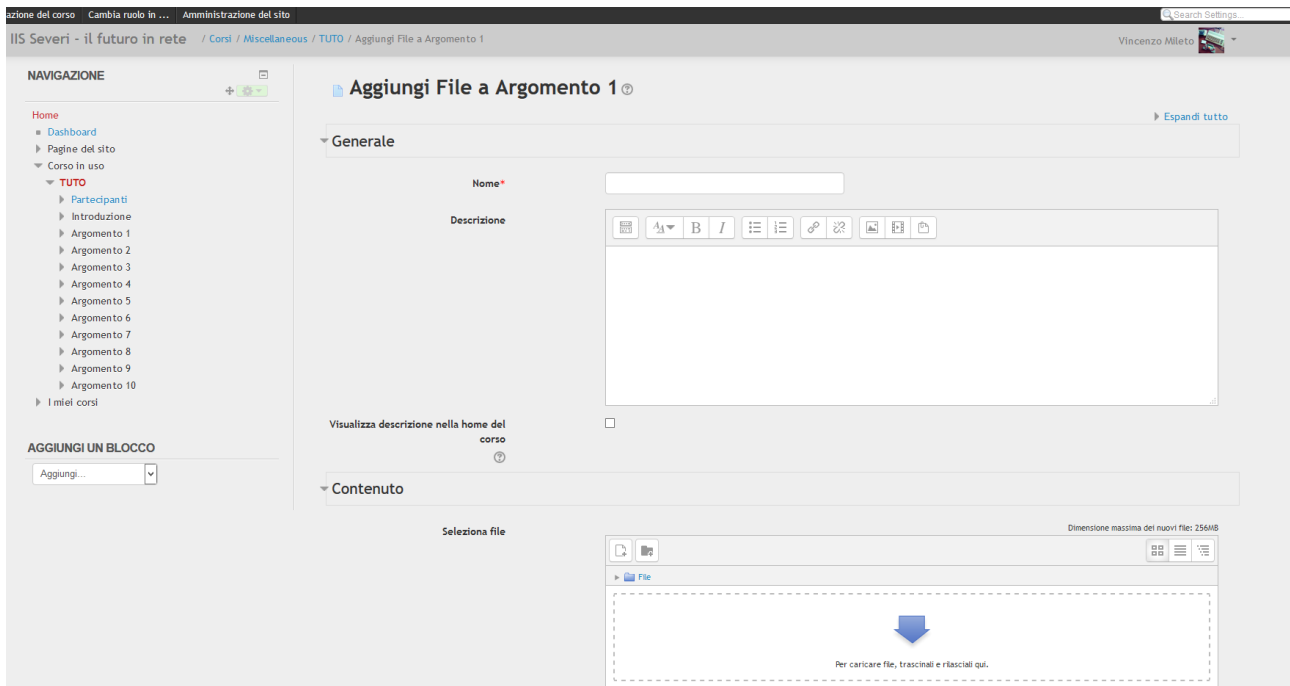 azione del corso Cambia ruolo in ... Amministrazione del sito Search Settings...
IIS Severi - il futuro in rete / Corsi / Miscellaneous / TUTO / Aggiungi File a Argomento 1 Vincenzo Mileto
NAVIGAZIONE
Home
Dashboard
Pagine del sito
Corso in uso
TUTO
Partecipanti
Introduzione
Argomento 1
Argomento 2
Argomento 3
Argomento 4
Argomento 5
Argomento 6
Argomento 7
Argomento 8
Argomento 9
Argomento 10
I miei corsi
AGGIUNGI UN BLOCCO
Aggiungi...
Aggiungi File a Argomento 1
Espandi tutto
Generale
Nome*
Descrizione
Visualizza descrizione nella home del
corso
Contenuto
Seleziona file
Dimensione massima dei nuovi file: 256MB
File
Per caricare file, trascinali e rilasciali qui.